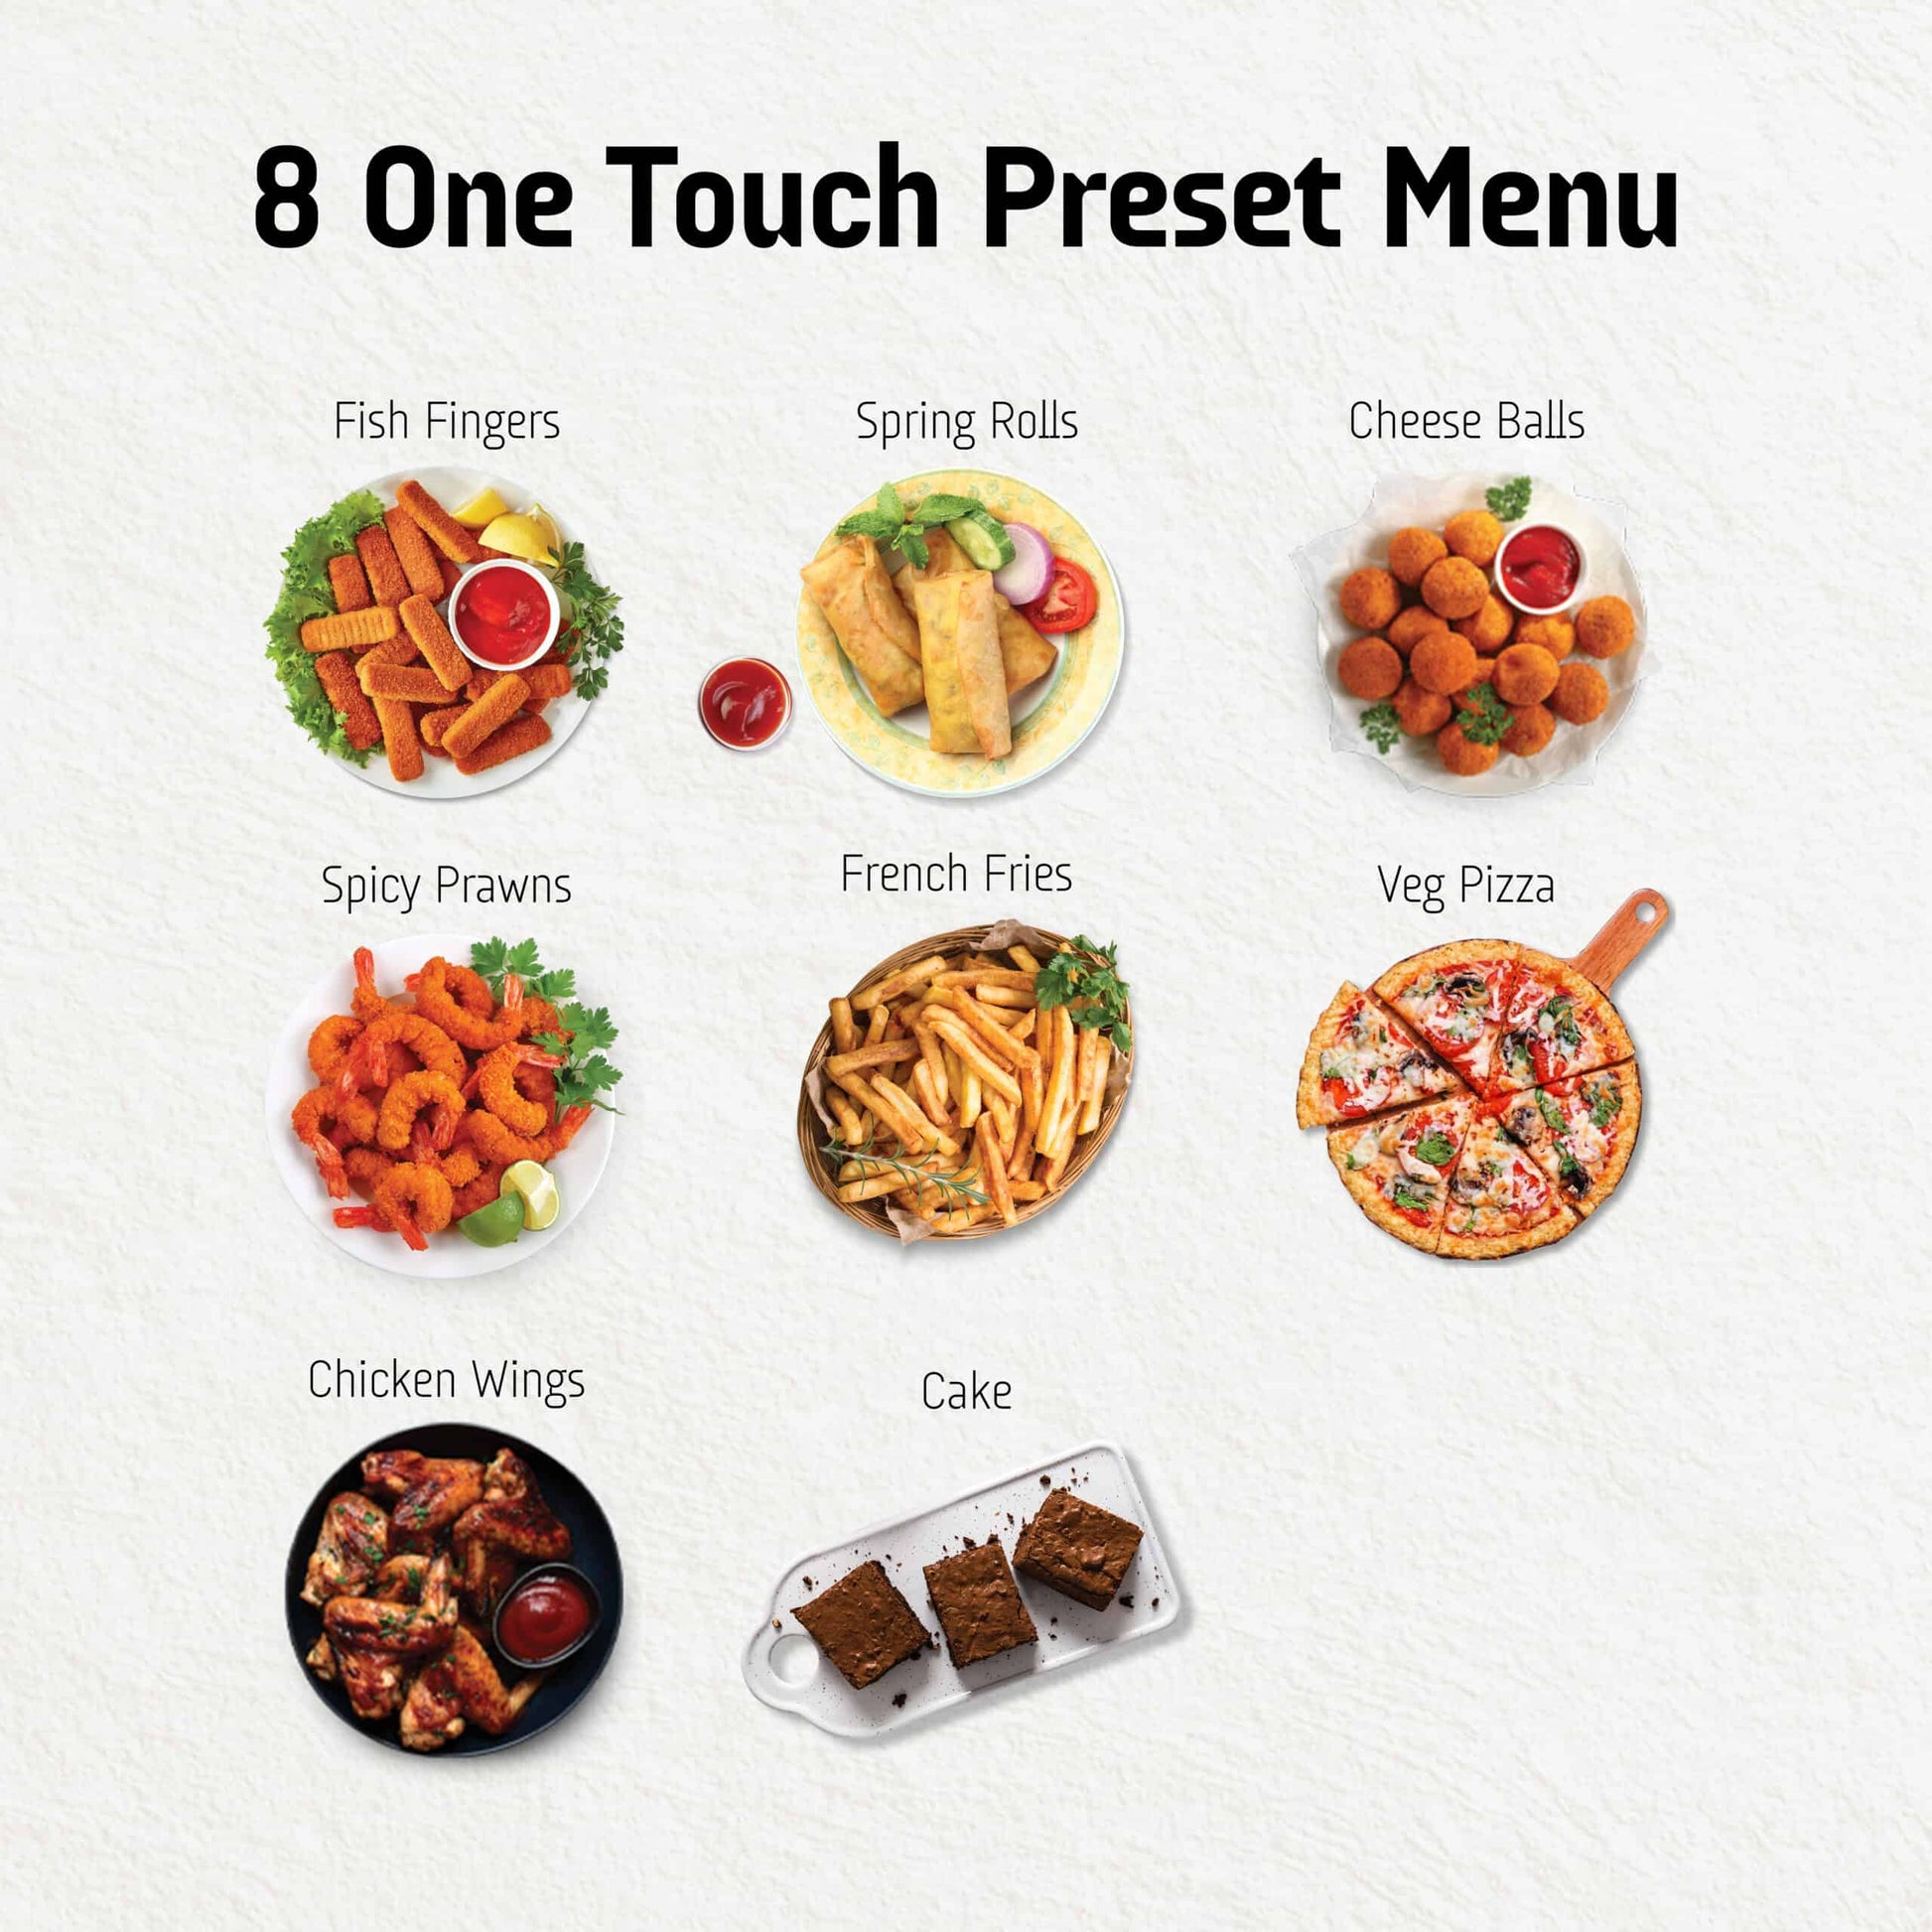 8 One Touch Preset Menu
Fish Fingers
Spring Rolls
Cheese Balls
Spicy Prawns
French Fries
Veg Pizza
Chicken Wings
Cake